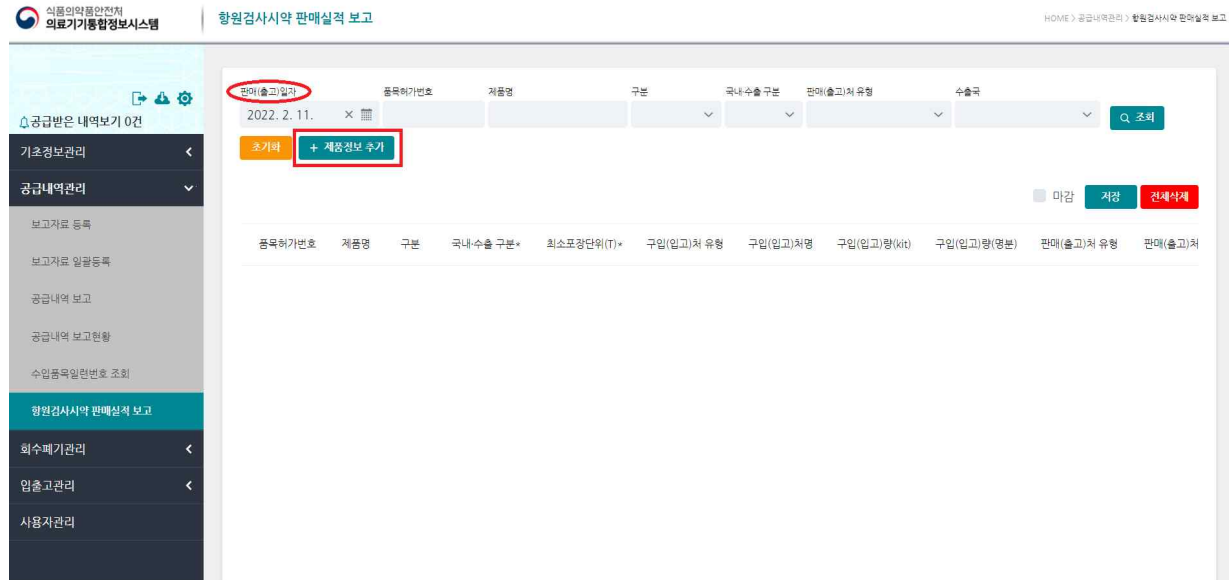 식품의약품안전처
의료기기통합정보시스템
항원검사시약 판매실적 보고
HOME > 공급내역관리 > 항원검사시약 판매실적 보고
공급받은 내역보기 0건
기초정보관리
공급내역관리
보고자료 등록
보고자료 일괄등록
공급내역 보고
공급내역 보고현황
수입품목일련번호 조회
항원검사시약 판매실적 보고
회수폐기관리
입출고관리
사용자관리
판매(출고)일자 품목허가번호 제품명 구분 국내·수출 구분 판매(출고)처 유형 수출국
2022. 2. 11.
조회
초기화 + 제품정보 추가
마감 저장 전체삭제
품목허가번호 제품명 구분 국내·수출 구분* 최소포장단위(T)* 구입(입고)처 유형 구입(입고)처명 구입(입고)량(kit) 구입(입고)량(명분) 판매(출고)처 유형 판매(출고)처